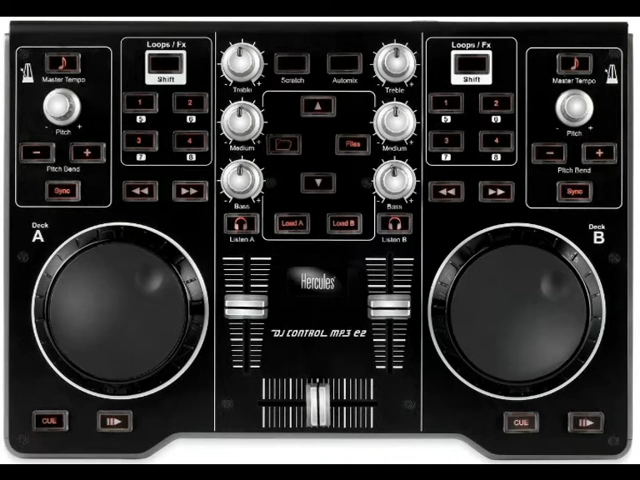 Master Tempo
- Pitch +
- +
Pitch Bend
Sync
Loops / Fx
Shift
1 2
5 6
3 4
7 8
Treble
Medium
Bass
Listen A
Scratch
Automix
Files
Load A
Load B
Treble
Medium
Bass
Listen B
Loops / Fx
Shift
1 2
5 6
3 4
7 8
Master Tempo
- Pitch +
- +
Pitch Bend
Sync
Deck
A
Deck
B
Hercules
DJ CONTROL MP3 e2
CUE
CUE